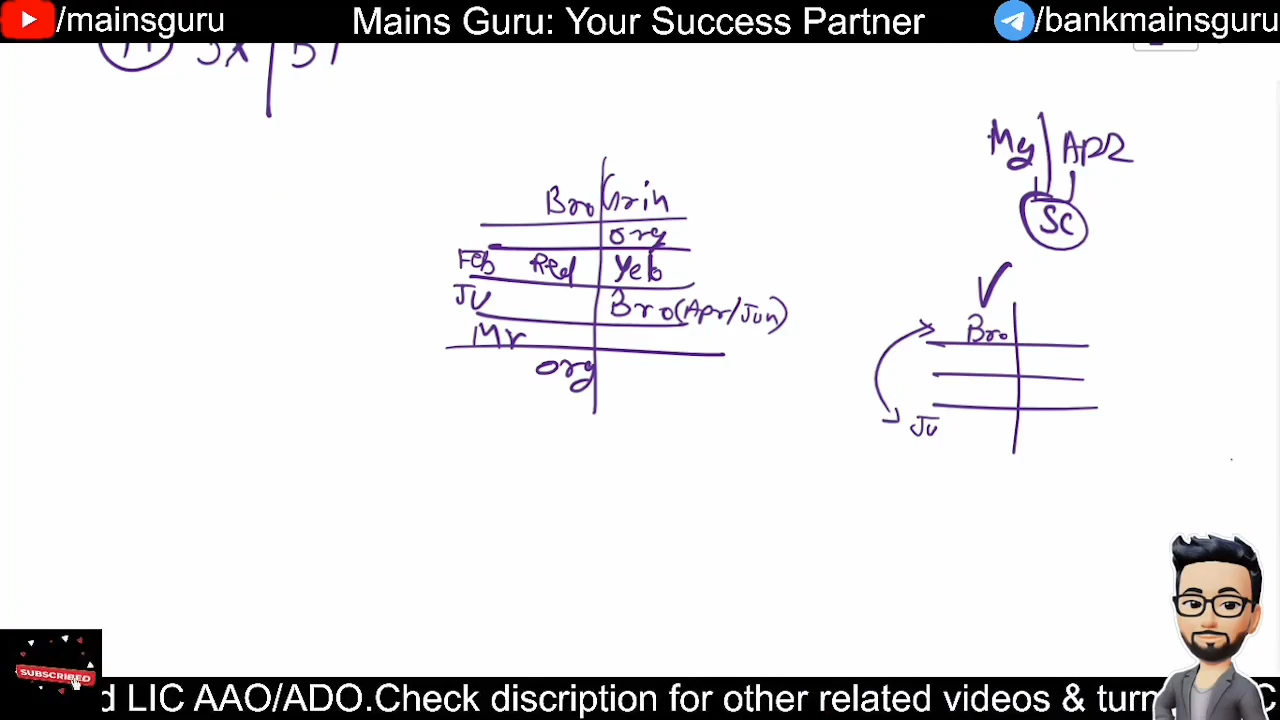 /mainsguru Mains Guru: Your Success Partner /bankmainsguru
My APR
SC
Bro Grin
Org
Feb Red Yelo
JU Bro(Apr/Jun)
Mr
Org
Bro
JU
SUBSCRIBED
d LIC AAO/ADO.Check discription for other related videos & turn